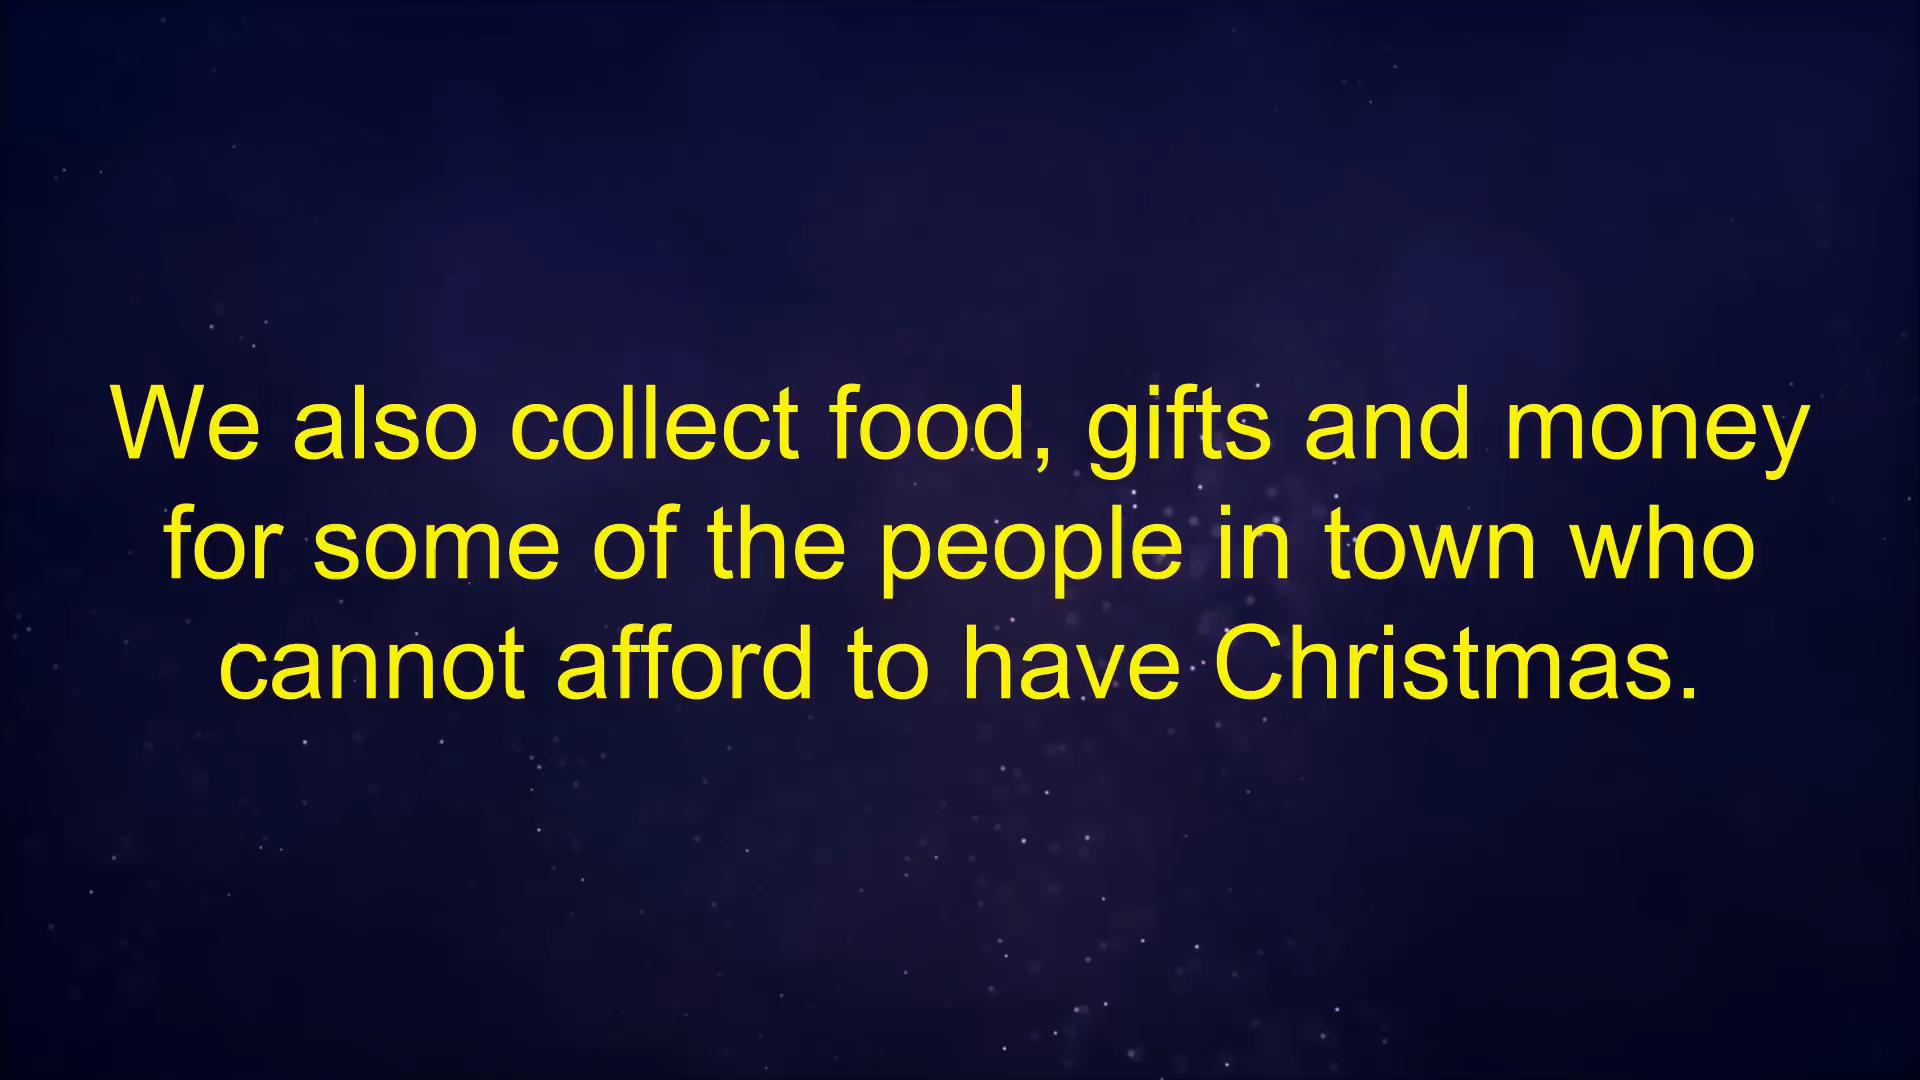 We also collect food, gifts and money
for some of the people in town who
cannot afford to have Christmas.